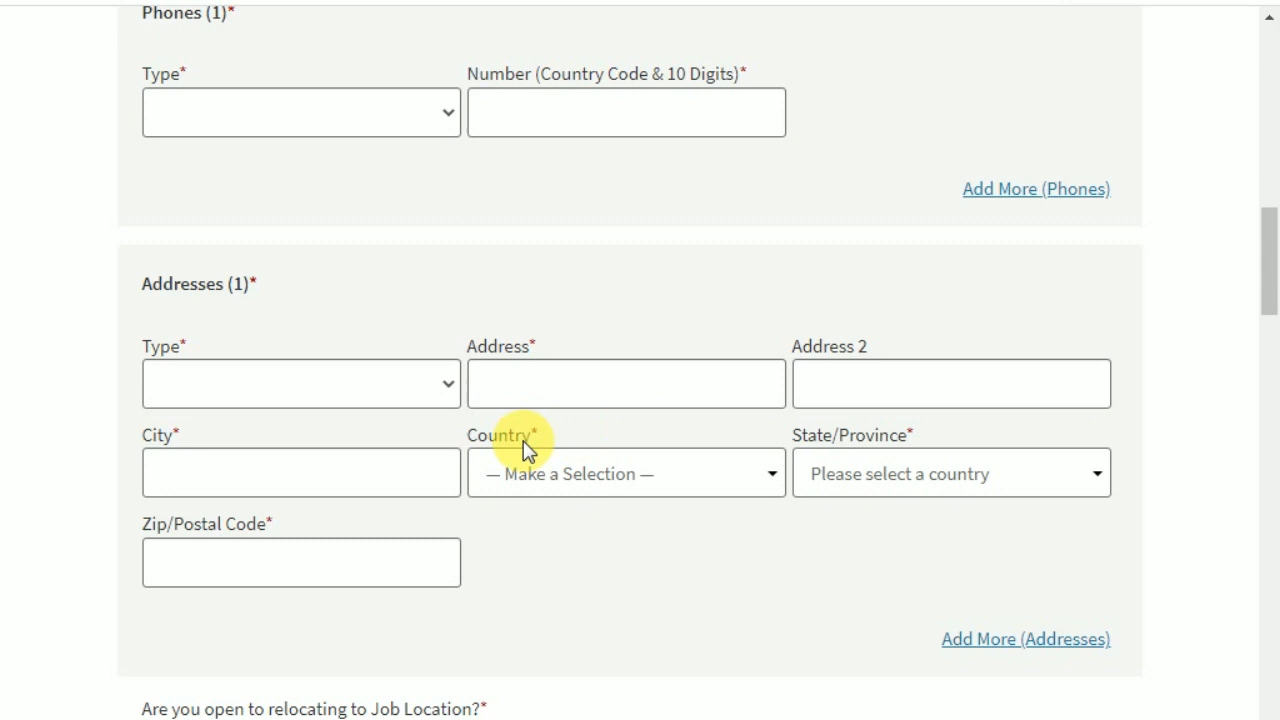 Phones (1)*
Type* Number (Country Code & 10 Digits)*
Add More (Phones)
Addresses (1)*
Type* Address* Address 2
City* Country* State/Province*
— Make a Selection — Please select a country
Zip/Postal Code*
Add More (Addresses)
Are you open to relocating to Job Location?*